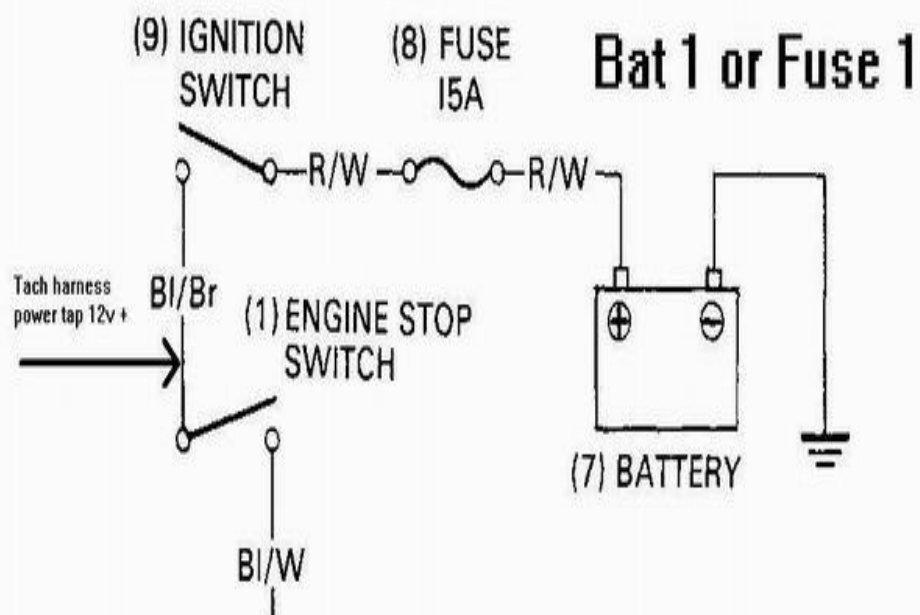 (9) IGNITION
SWITCH
(8) FUSE
15A
Bat 1 or Fuse 1
R/W
R/W
Tach harness
power tap 12v +
Bl/Br
(1) ENGINE STOP
SWITCH
+
−
(7) BATTERY
Bl/W